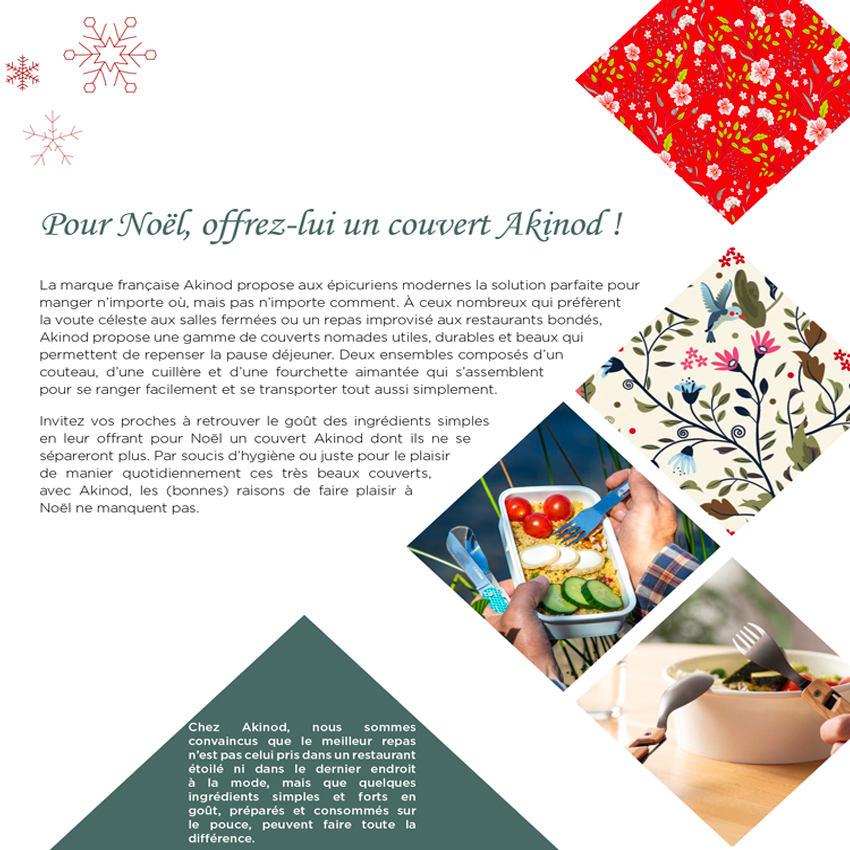 Pour Noël, offrez-lui un couvert Akinod !
La marque française Akinod propose aux épicuriens modernes la solution parfaite pour
manger n’importe où, mais pas n’importe comment. À ceux nombreux qui préfèrent
la voute céleste aux salles fermées ou un repas improvisé aux restaurants bondés,
Akinod propose une gamme de couverts nomades utiles, durables et beaux qui
permettent de repenser la pause déjeuner. Deux ensembles composés d’un
couteau, d’une cuillère et d’une fourchette aimantée qui s’assemblent
pour se ranger facilement et se transporter tout aussi simplement.
Invitez vos proches à retrouver le goût des ingrédients simples
en leur offrant pour Noël un couvert Akinod dont ils ne se
sépareront plus. Par soucis d’hygiène ou juste pour le plaisir
de manier quotidiennement ces très beaux couverts,
avec Akinod, les (bonnes) raisons de faire plaisir à
Noël ne manquent pas.
Chez Akinod, nous sommes
convaincus que le meilleur repas
n’est pas celui pris dans un restaurant
étoilé ni dans le dernier endroit
à la mode, mais que quelques
ingrédients simples et forts en
goût, préparés et consommés sur
le pouce, peuvent faire toute la
différence.